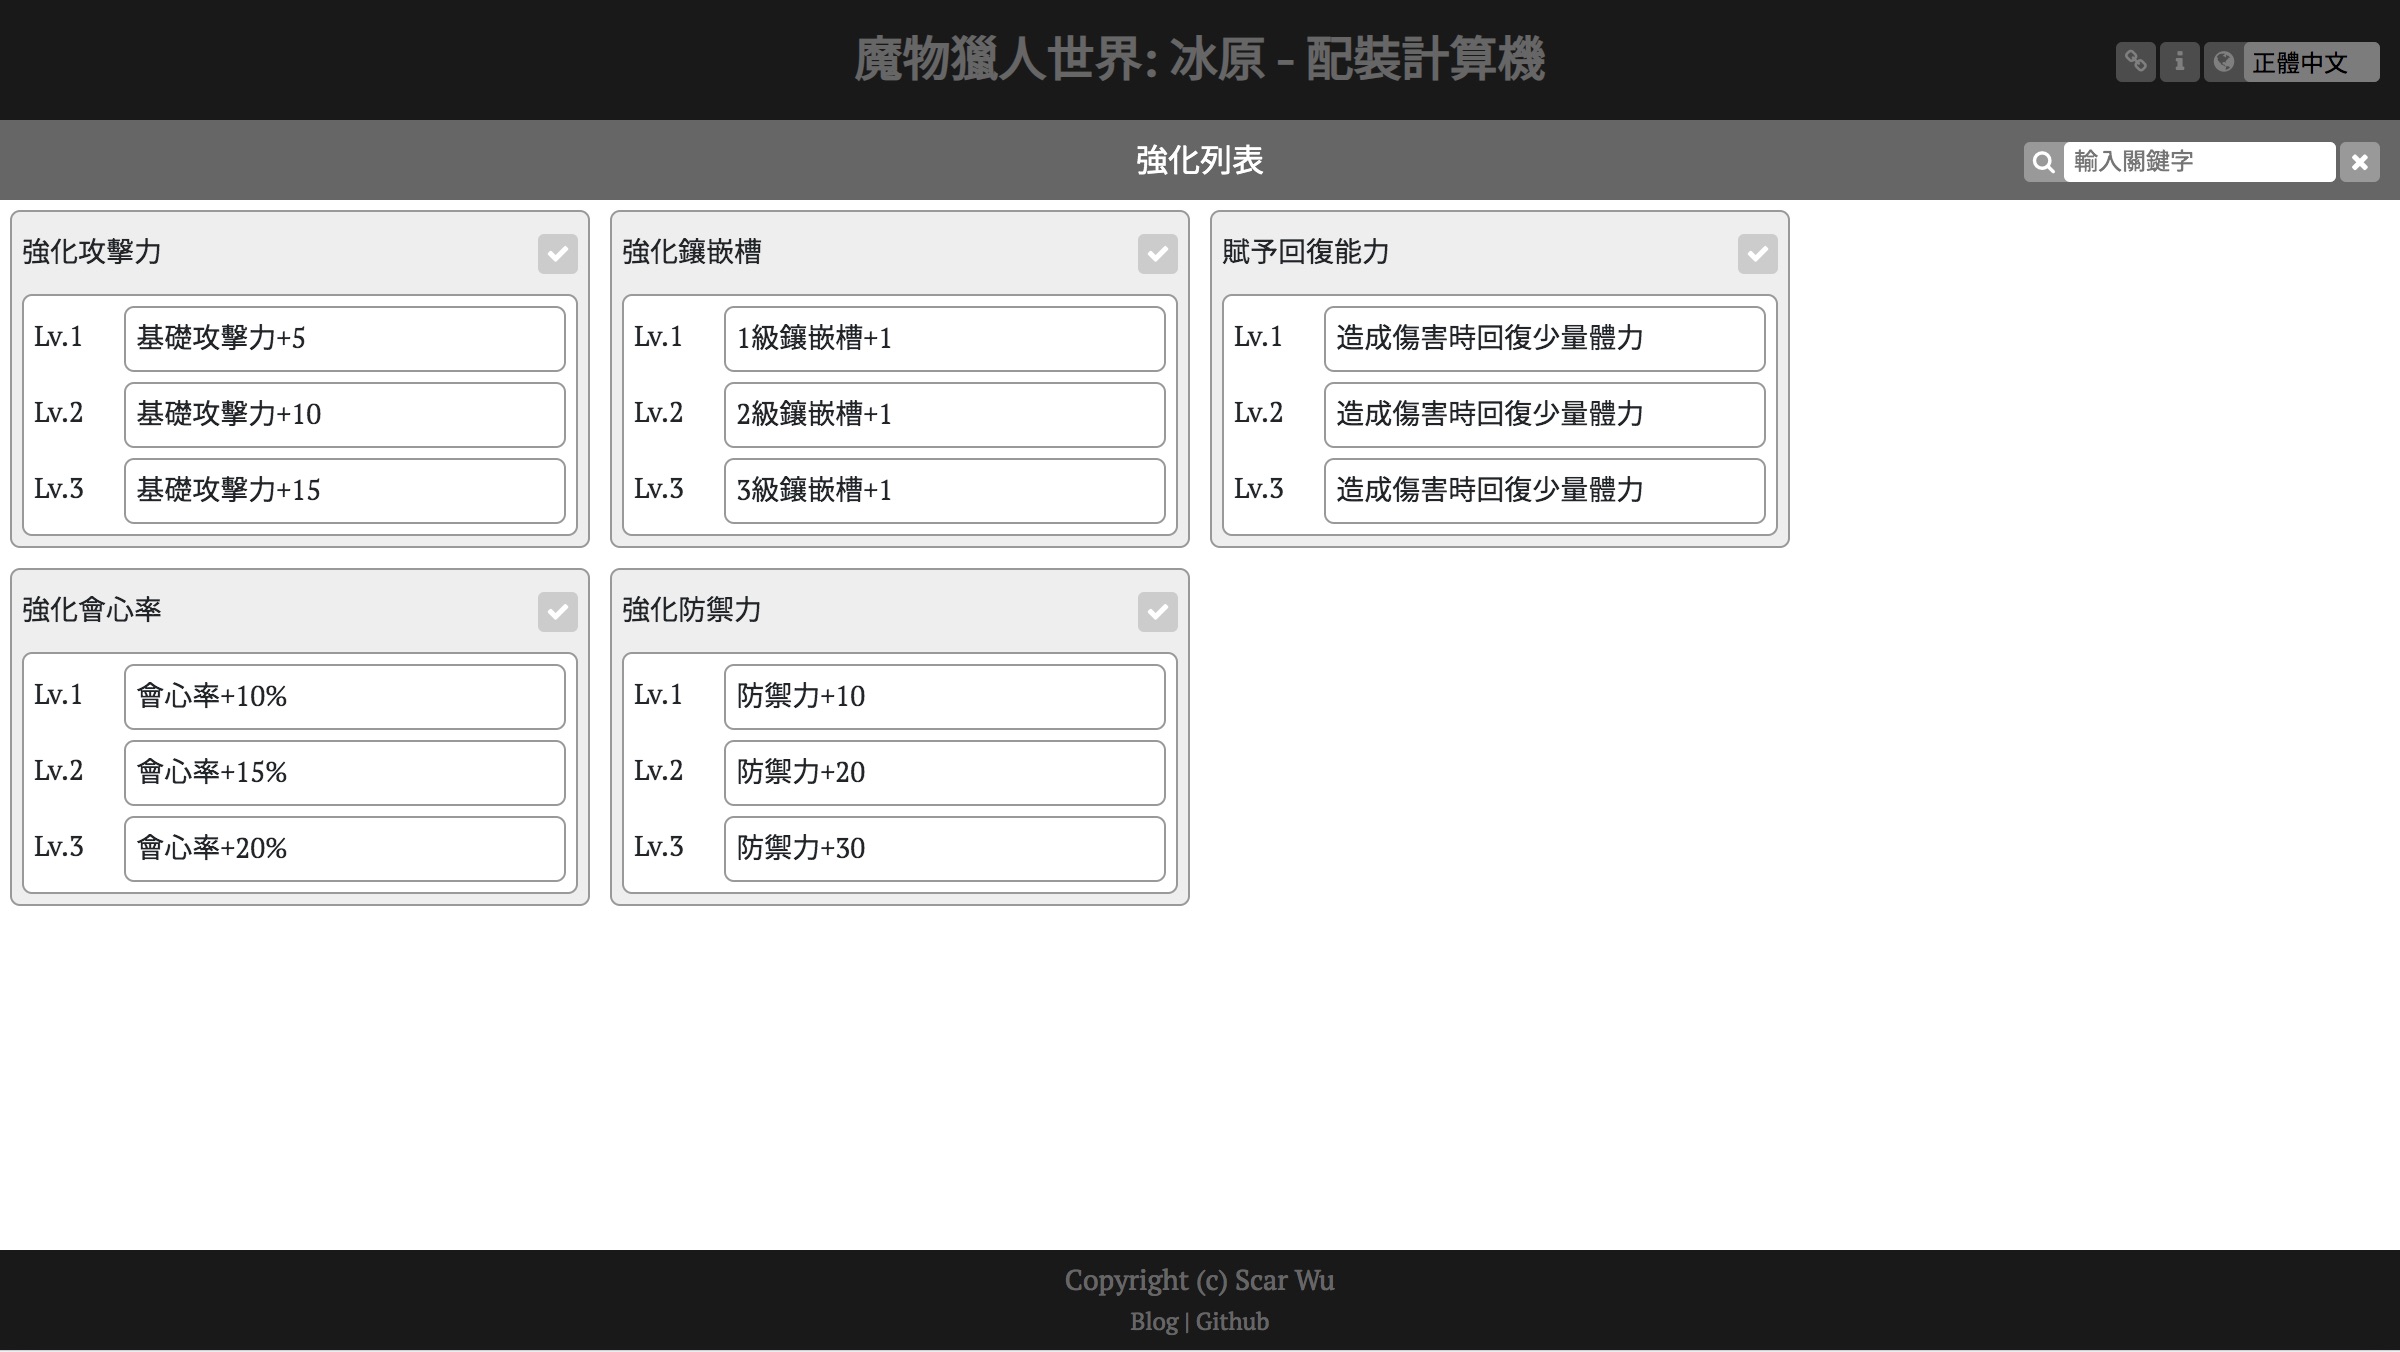 魔物獵人世界: 冰原 - 配裝計算機
正體中文
強化列表
輸入關鍵字
強化攻擊力
Lv.1 基礎攻擊力+5
Lv.2 基礎攻擊力+10
Lv.3 基礎攻擊力+15
強化鑲嵌槽
Lv.1 1級鑲嵌槽+1
Lv.2 2級鑲嵌槽+1
Lv.3 3級鑲嵌槽+1
賦予回復能力
Lv.1 造成傷害時回復少量體力
Lv.2 造成傷害時回復少量體力
Lv.3 造成傷害時回復少量體力
強化會心率
Lv.1 會心率+10%
Lv.2 會心率+15%
Lv.3 會心率+20%
強化防禦力
Lv.1 防禦力+10
Lv.2 防禦力+20
Lv.3 防禦力+30
Copyright (c) Scar Wu
Blog | Github